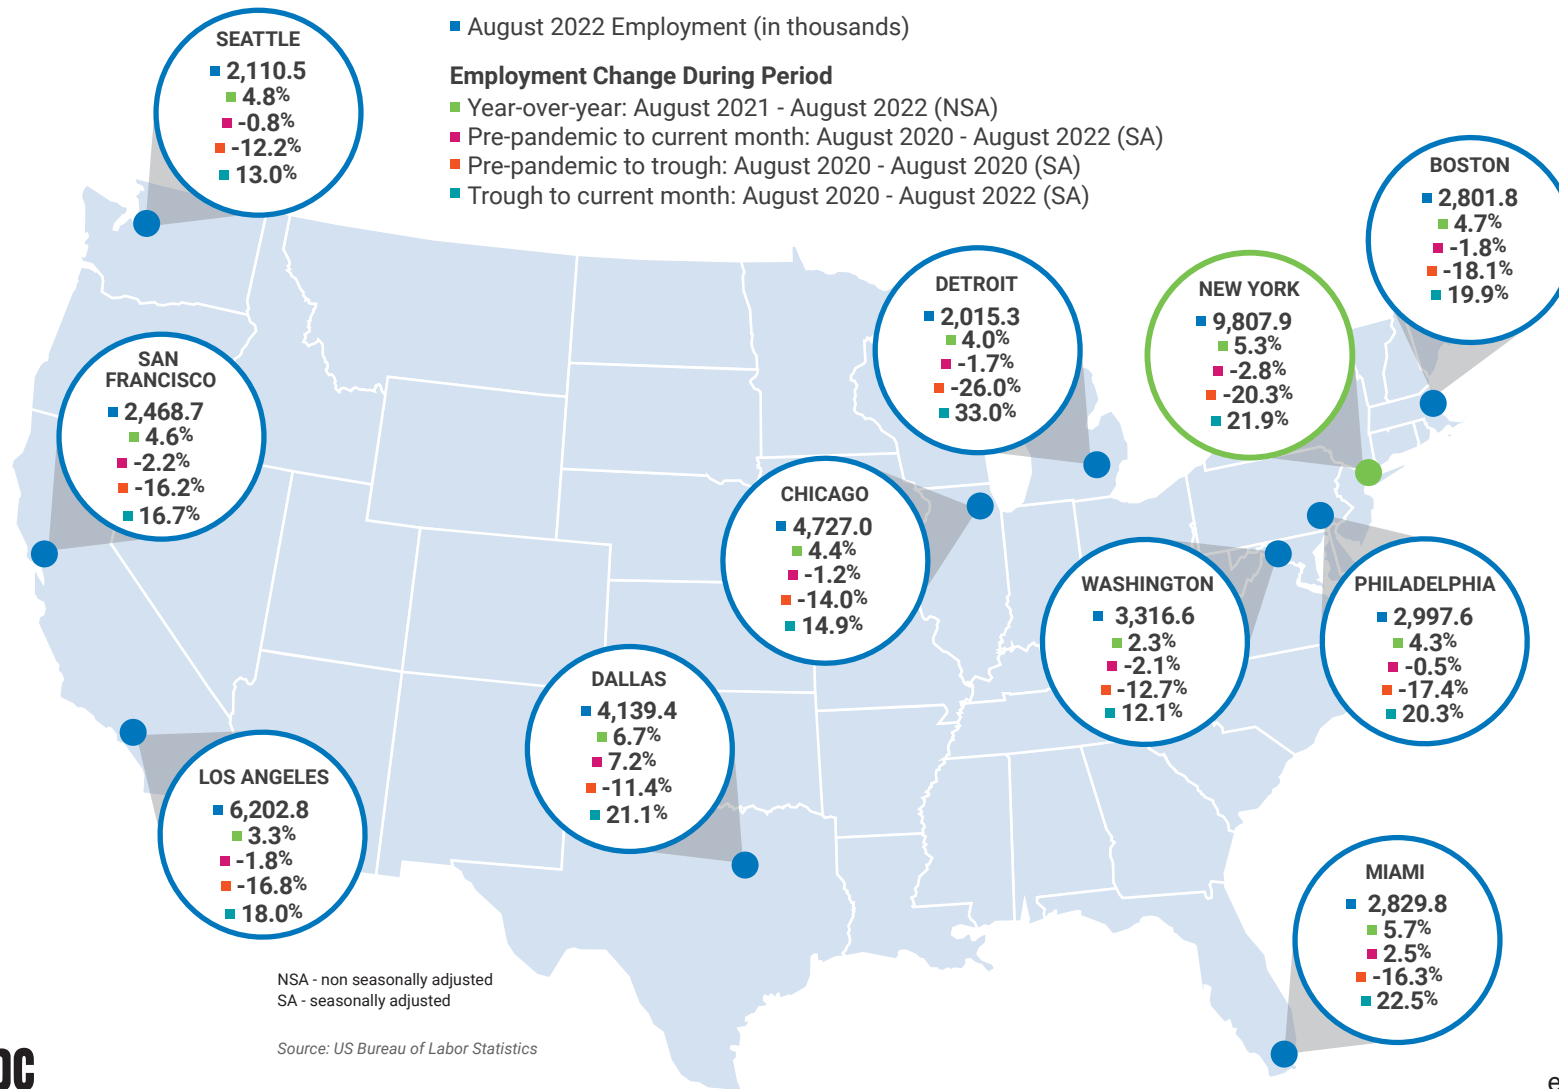 August 2022 Employment (in thousands)
Employment Change During Period
Year-over-year: August 2021 - August 2022 (NSA)
Pre-pandemic to current month: August 2020 - August 2022 (SA)
Pre-pandemic to trough: August 2020 - August 2020 (SA)
Trough to current month: August 2020 - August 2022 (SA)
SEATTLE
2,110.5
4.8%
-0.8%
-12.2%
13.0%
BOSTON
2,801.8
4.7%
-1.8%
-18.1%
19.9%
DETROIT
2,015.3
4.0%
-1.7%
-26.0%
33.0%
NEW YORK
9,807.9
5.3%
-2.8%
-20.3%
21.9%
SAN
FRANCISCO
2,468.7
4.6%
-2.2%
-16.2%
16.7%
CHICAGO
4,727.0
4.4%
-1.2%
-14.0%
14.9%
WASHINGTON
3,316.6
2.3%
-2.1%
-12.7%
12.1%
PHILADELPHIA
2,997.6
4.3%
-0.5%
-17.4%
20.3%
DALLAS
4,139.4
6.7%
7.2%
-11.4%
21.1%
LOS ANGELES
6,202.8
3.3%
-1.8%
-16.8%
18.0%
MIAMI
2,829.8
5.7%
2.5%
-16.3%
22.5%
NSA - non seasonally adjusted
SA - seasonally adjusted
Source: US Bureau of Labor Statistics